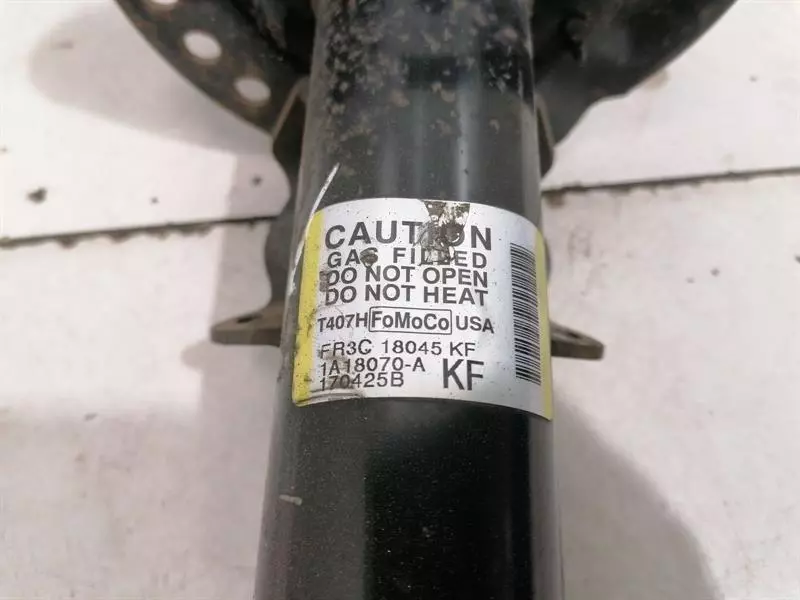 CAUTION
GAS FILLED
DO NOT OPEN
DO NOT HEAT
T407H FoMoCo USA
FR3C 18045 KF
1A18070-A
170425B KF